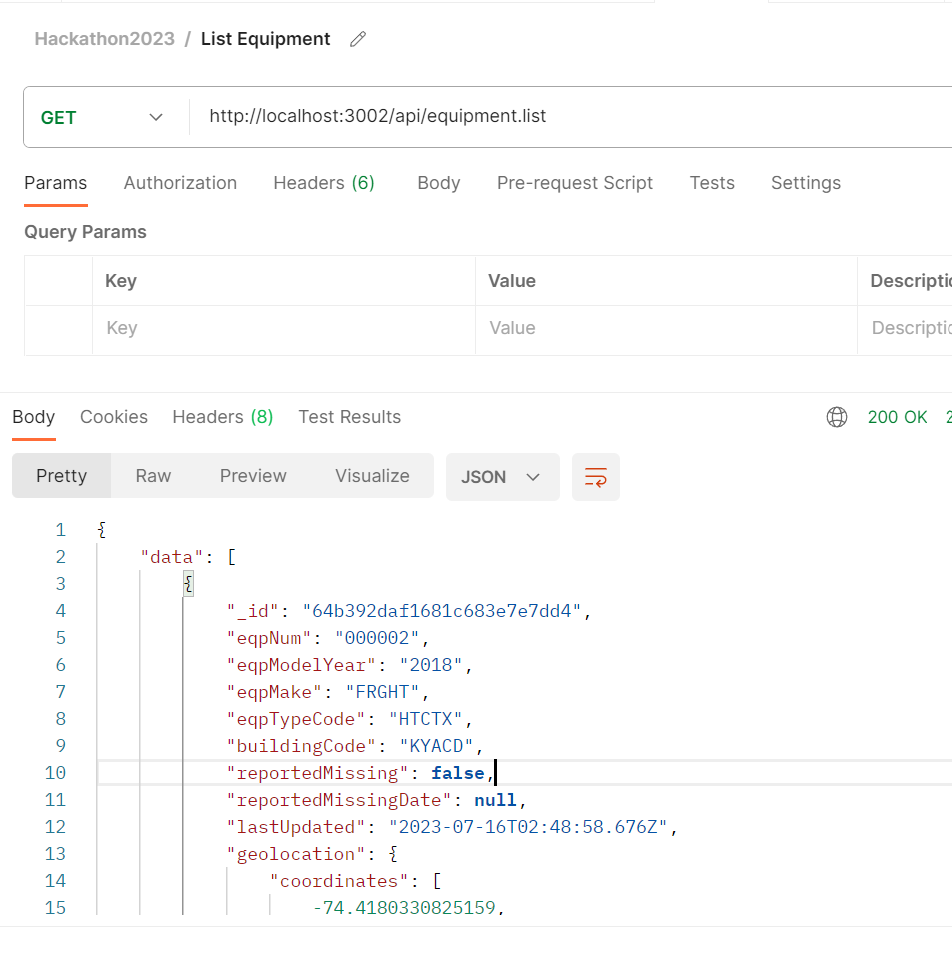 Hackathon2023 / List Equipment
GET http://localhost:3002/api/equipment.list
Params Authorization Headers (6) Body Pre-request Script Tests Settings
Query Params
Key Value
Key Value
Body Cookies Headers (8) Test Results 200 OK
Pretty Raw Preview Visualize JSON
1 {
2 "data": [
3 {
4 "_id": "64b392daf1681c683e7e7dd4",
5 "eqpNum": "000002",
6 "eqpModelYear": "2018",
7 "eqpMake": "FRGHT",
8 "eqpTypeCode": "HTCTX",
9 "buildingCode": "KYACD",
10 "reportedMissing": false,
11 "reportedMissingDate": null,
12 "lastUpdated": "2023-07-16T02:48:58.676Z",
13 "geolocation": {
14 "coordinates": [
15 -74.4180330825159,